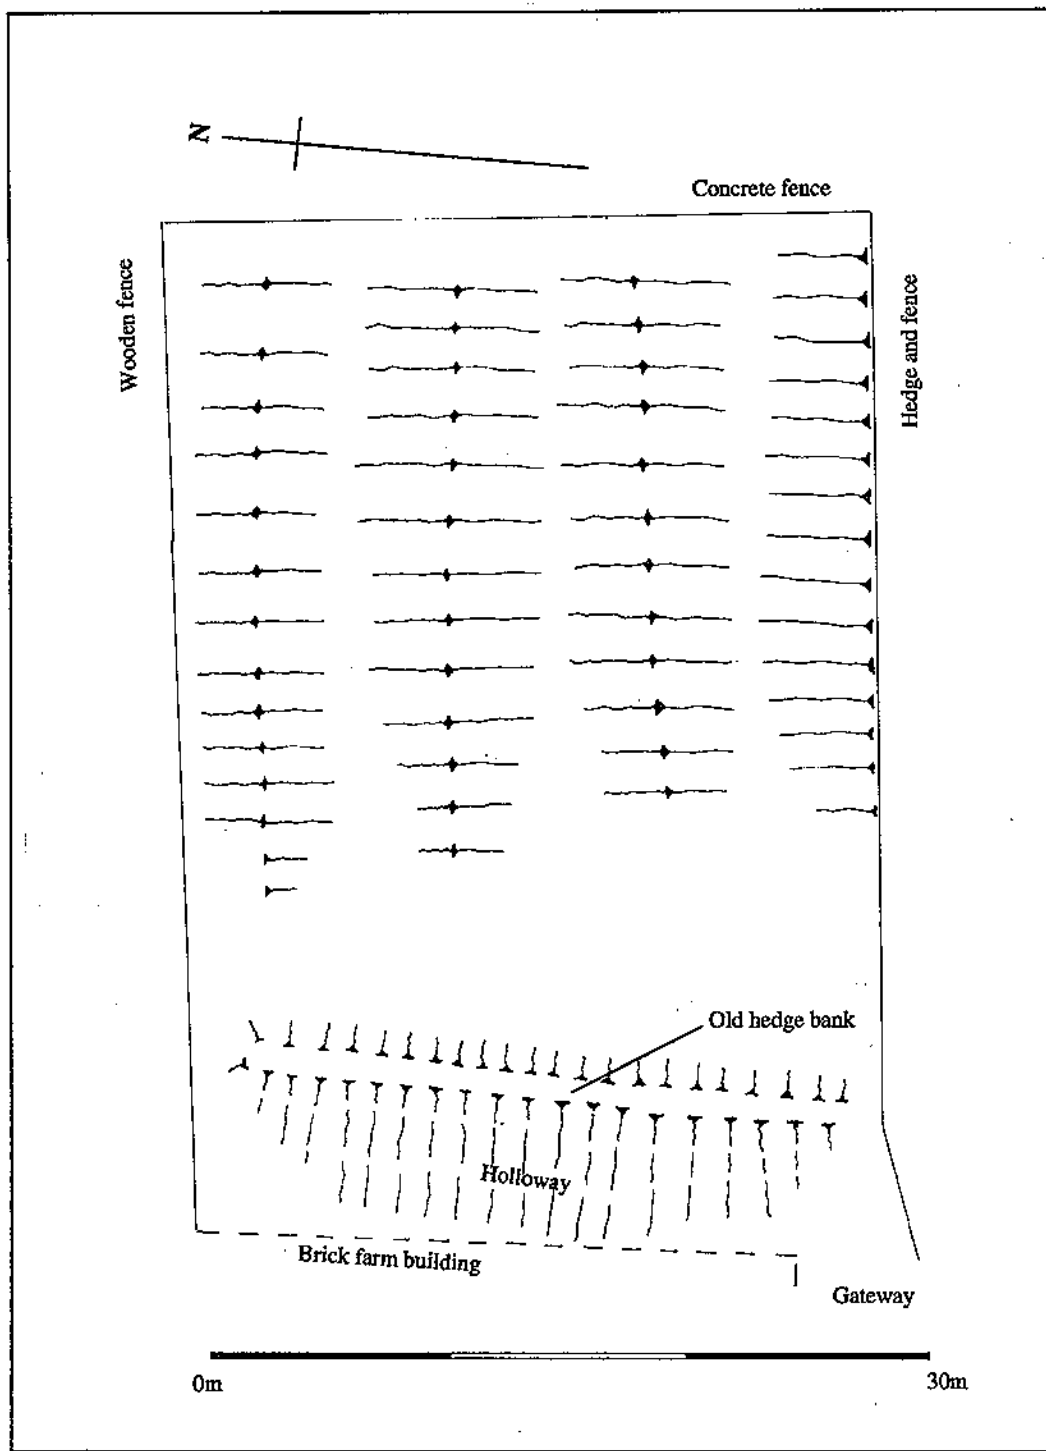 N
Concrete fence
Wooden fence
Hedge and fence
Old hedge bank
Holloway
Brick farm building
Gateway
0m
30m